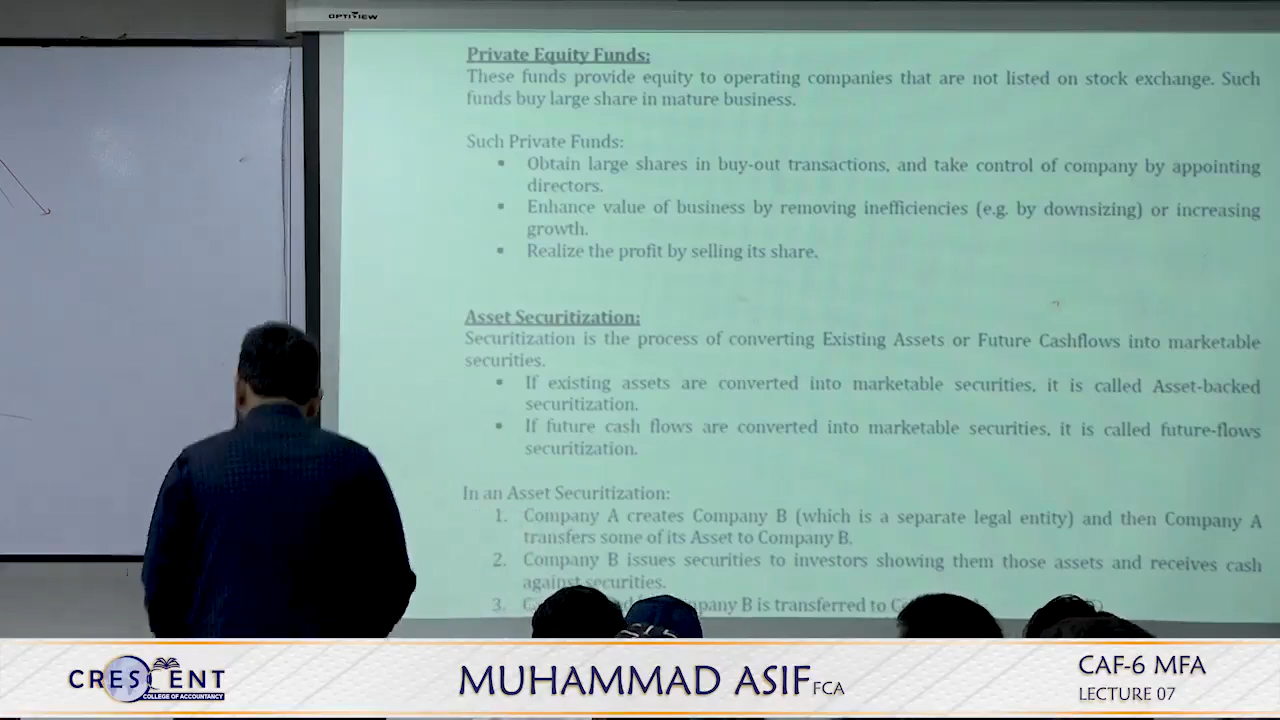 OPTIVIEW
Private Equity Funds:
These funds provide equity to operating companies that are not listed on stock exchange. Such
funds buy large share in mature business.
Such Private Funds:
▪ Obtain large shares in buy-out transactions, and take control of company by appointing
directors.
▪ Enhance value of business by removing inefficiencies (e.g. by downsizing) or increasing
growth.
▪ Realize the profit by selling its share.
Asset Securitization:
Securitization is the process of converting Existing Assets or Future Cashflows into marketable
securities.
▪ If existing assets are converted into marketable securities, it is called Asset-backed
securitization.
▪ If future cash flows are converted into marketable securities, it is called future-flows
securitization.
In an Asset Securitization:
1. Company A creates Company B (which is a separate legal entity) and then Company A
transfers some of its Asset to Company B.
2. Company B issues securities to investors showing them those assets and receives cash
against securities.
3. Company B is transferred to
CRESCENT
COLLEGE OF ACCOUNTANCY
MUHAMMAD ASIF FCA
CAF-6 MFA
LECTURE 07